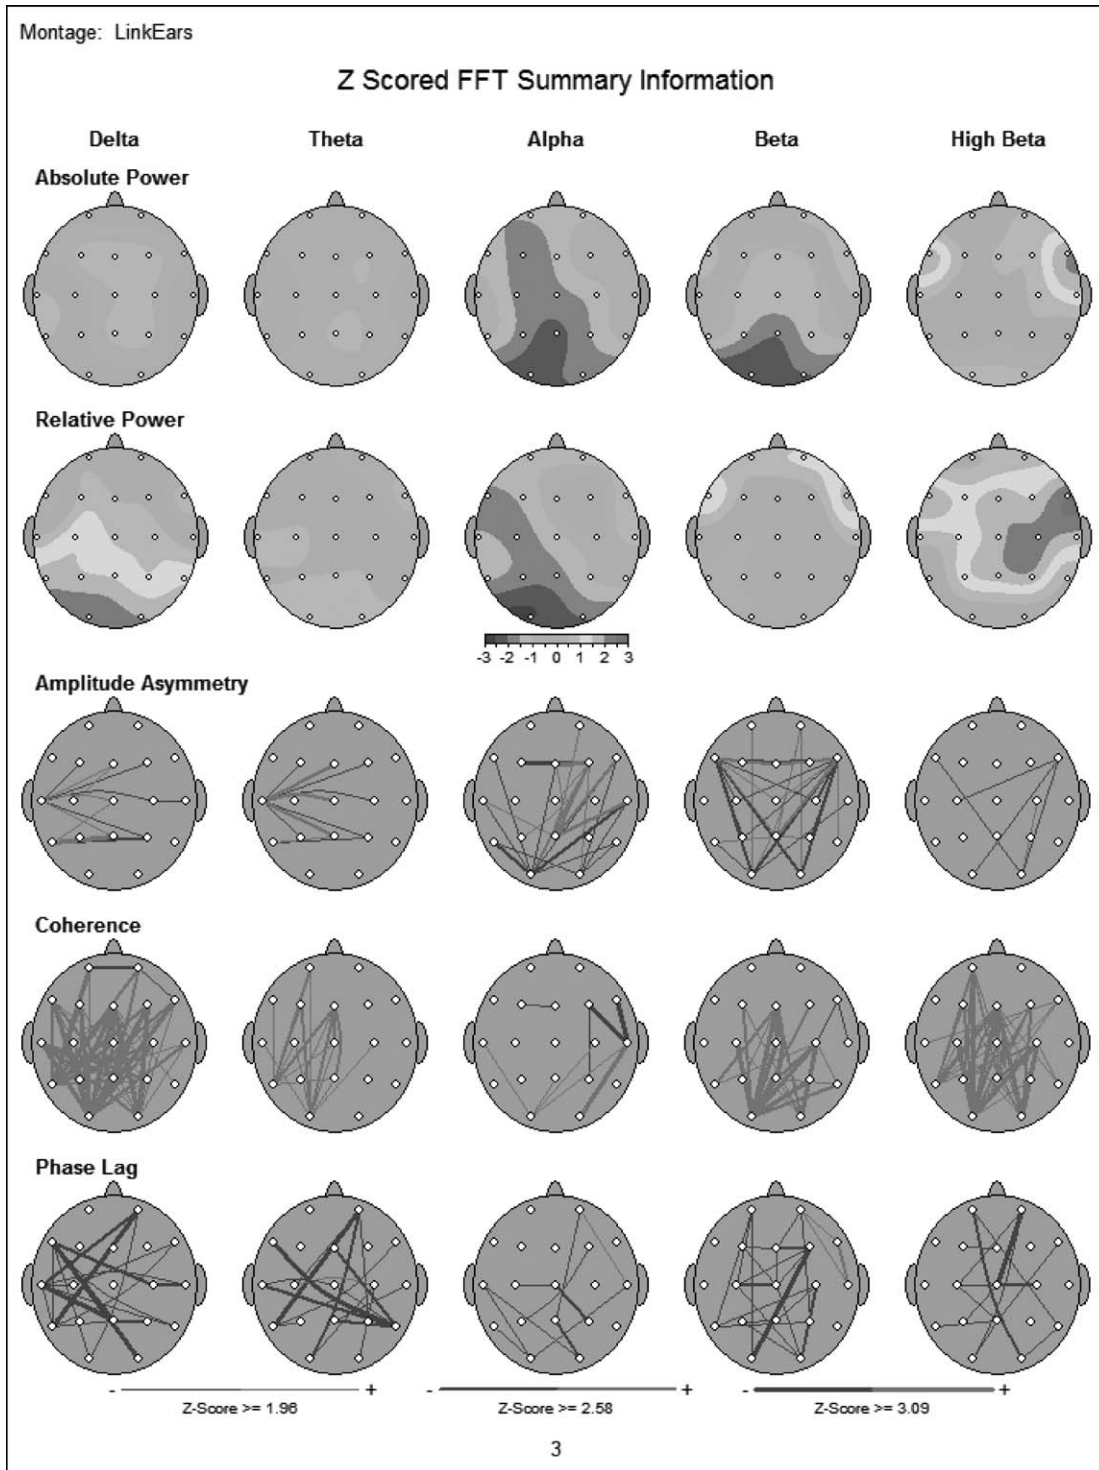 Montage: LinkEars
Z Scored FFT Summary Information
Delta Theta Alpha Beta High Beta
Absolute Power
Relative Power
-3 -2 -1 0 1 2 3
Amplitude Asymmetry
Coherence
Phase Lag
- + - + - +
Z-Score >= 1.96 Z-Score >= 2.58 Z-Score >= 3.09
3